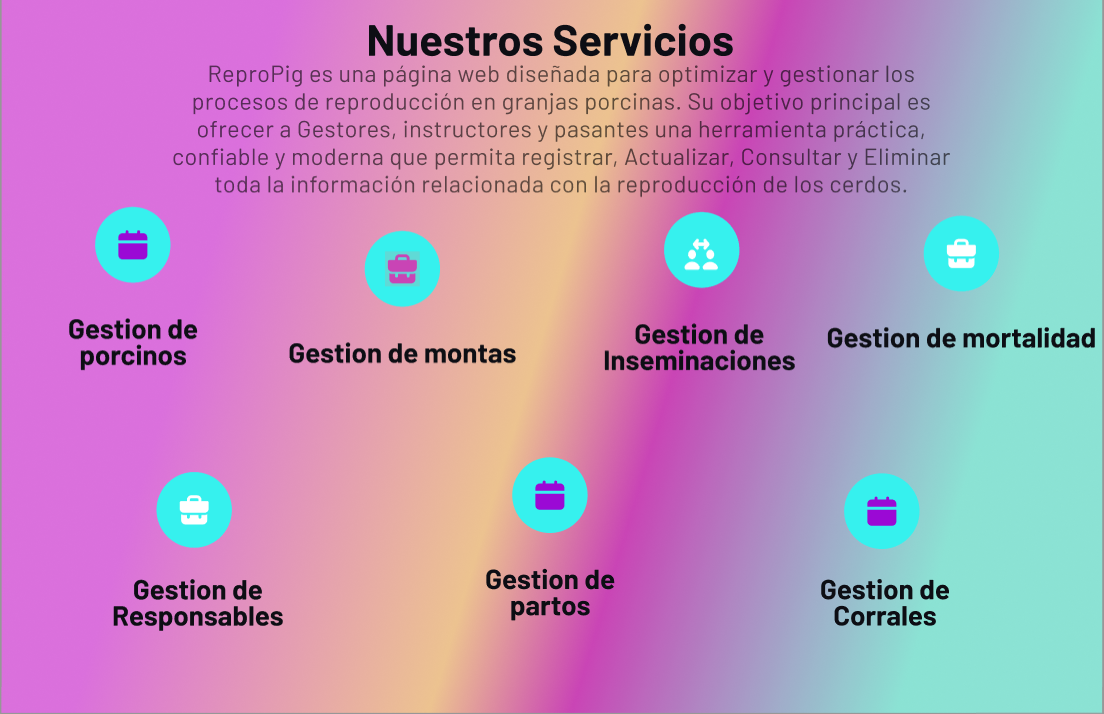 Nuestros Servicios
ReproPig es una página web diseñada para optimizar y gestionar los
procesos de reproducción en granjas porcinas. Su objetivo principal es
ofrecer a Gestores, instructores y pasantes una herramienta práctica,
confiable y moderna que permita registrar, Actualizar, Consultar y Eliminar
toda la información relacionada con la reproducción de los cerdos.
Gestion de
porcinos
Gestion de montas
Gestion de
Inseminaciones
Gestion de mortalidad
Gestion de
Responsables
Gestion de
partos
Gestion de
Corrales